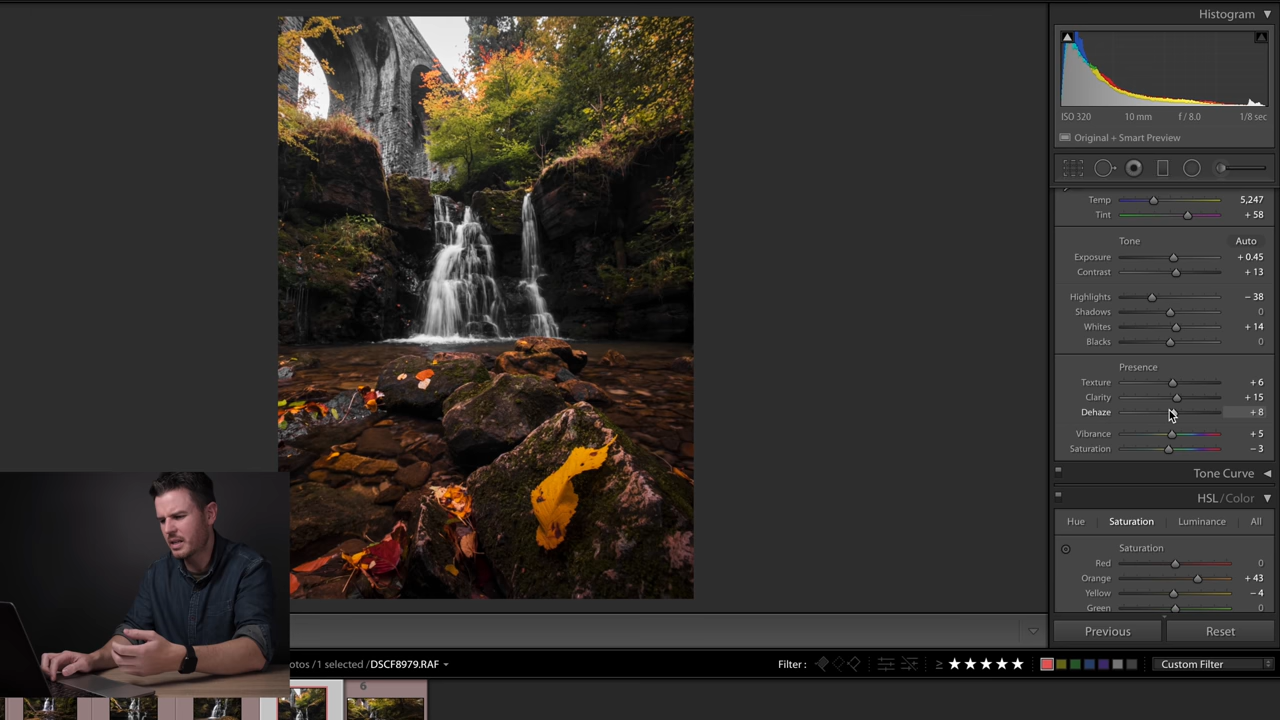 Histogram
ISO 320 10 mm f / 8.0 1/8 sec
Original + Smart Preview
Temp 5,247
Tint + 58
Tone Auto
Exposure + 0.45
Contrast + 13
Highlights − 38
Shadows 0
Whites + 14
Blacks 0
Presence
Texture + 6
Clarity + 15
Dehaze + 8
Vibrance + 5
Saturation − 3
Tone Curve
HSL / Color
Hue Saturation Luminance All
Saturation
Red 0
Orange + 43
Yellow − 4
Green 0
Previous Reset
otos / 1 selected / DSCF8979.RAF
Filter : ≥ ★★★★★ Custom Filter
6